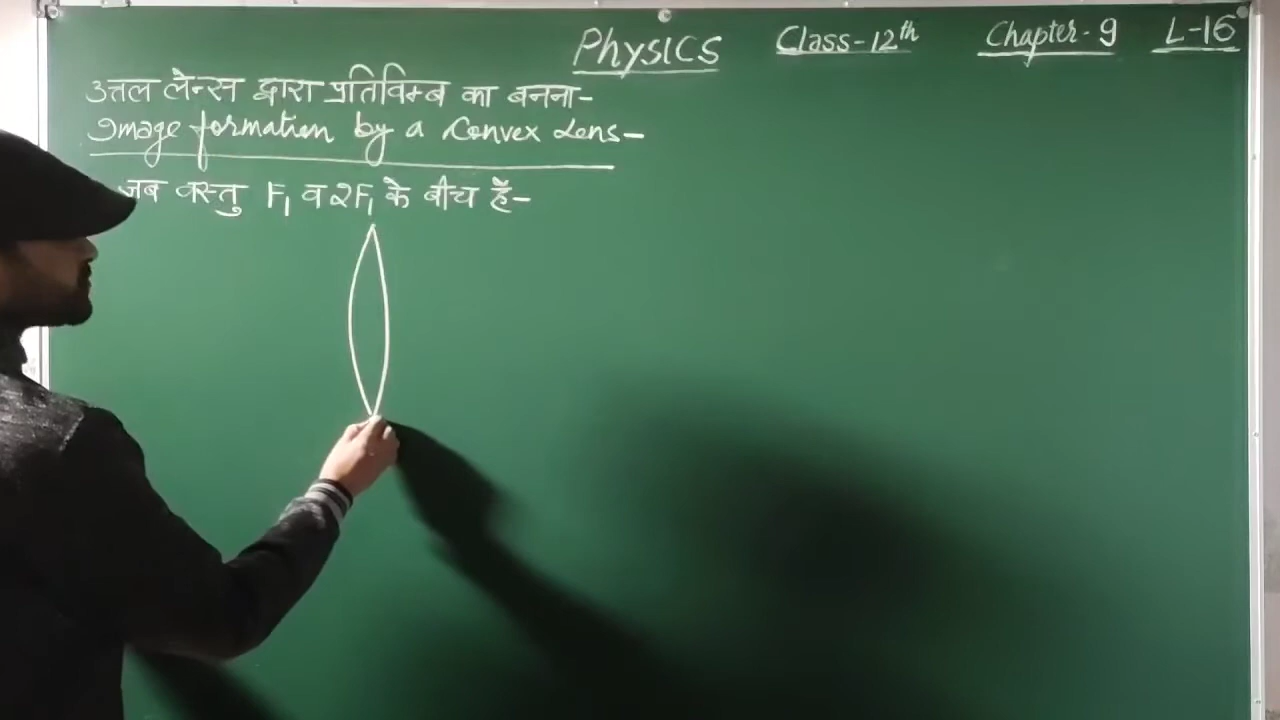 Physics Class-12th Chapter-9 L-16
उत्तल लेन्स द्वारा प्रतिविम्ब का बनना-
Image formation by a Convex Lens-
जब वस्तु F₁ व 2F₁ के बीच है-